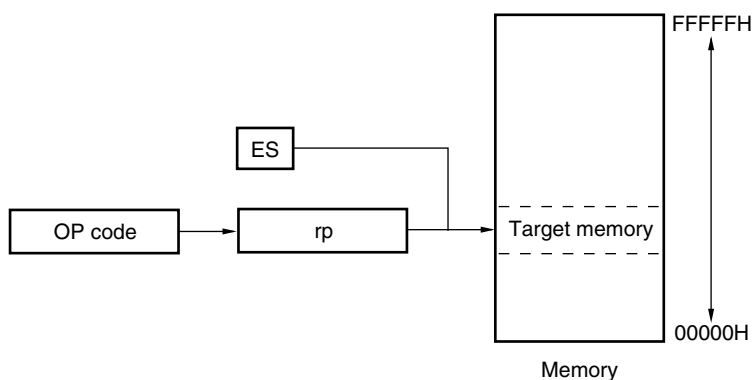 FFFFFH
ES
OP code
rp
Target memory
00000H
Memory